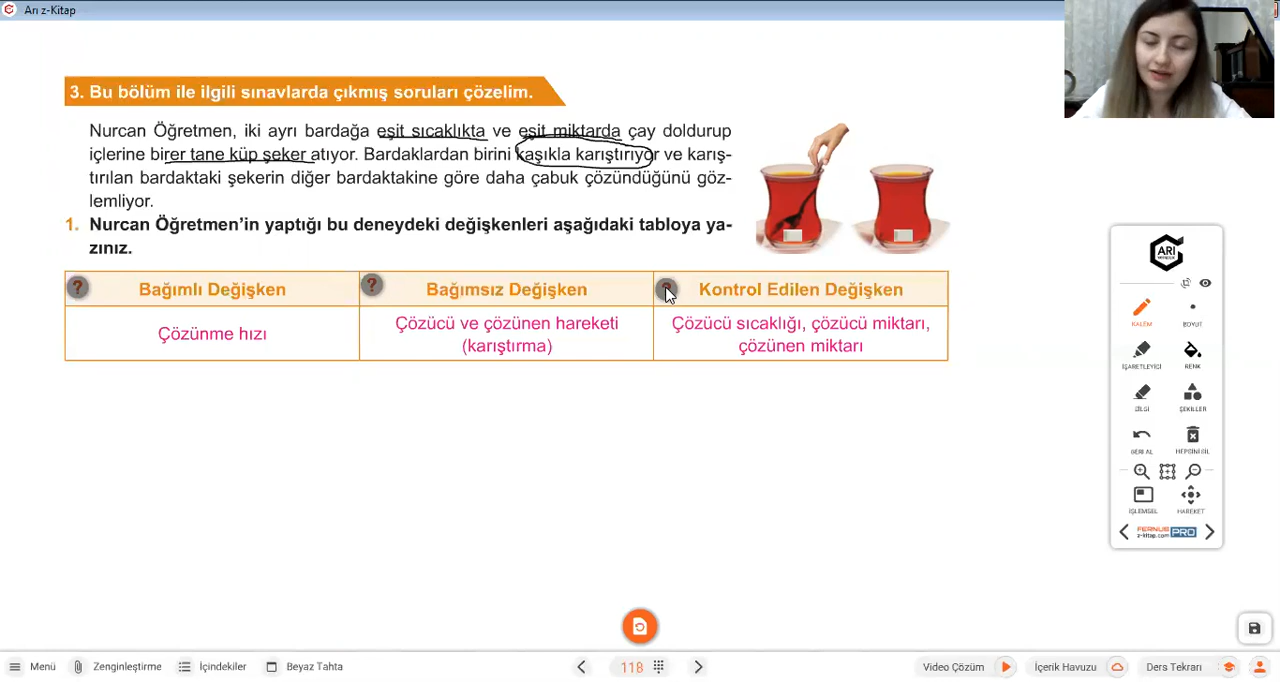 Arı z-Kitap
3. Bu bölüm ile ilgili sınavlarda çıkmış soruları çözelim.
Nurcan Öğretmen, iki ayrı bardağa eşit sıcaklıkta ve eşit miktarda çay doldurup
içlerine birer tane küp şeker atıyor. Bardaklardan birini kaşıkla karıştırıyor ve karış-
tırılan bardaktaki şekerin diğer bardaktakine göre daha çabuk çözündüğünü göz-
lemliyor.
1. Nurcan Öğretmen'in yaptığı bu deneydeki değişkenleri aşağıdaki tabloya ya-
zınız.
? Bağımlı Değişken ? Bağımsız Değişken ? Kontrol Edilen Değişken
Çözünme hızı
Çözücü ve çözünen hareketi
(karıştırma)
Çözücü sıcaklığı, çözücü miktarı,
çözünen miktarı
ARI
KALEM BOYUT
İŞARETLEYİCİ RENK
SİLGİ ŞEKİLLER
GERİ AL HEPSİNİ SİL
İŞLEMSEL HAREKET
FERNUS
z-kitap.com PRO
Menü Zenginleştirme İçindekiler Beyaz Tahta 118 Video Çözüm İçerik Havuzu Ders Tekrarı